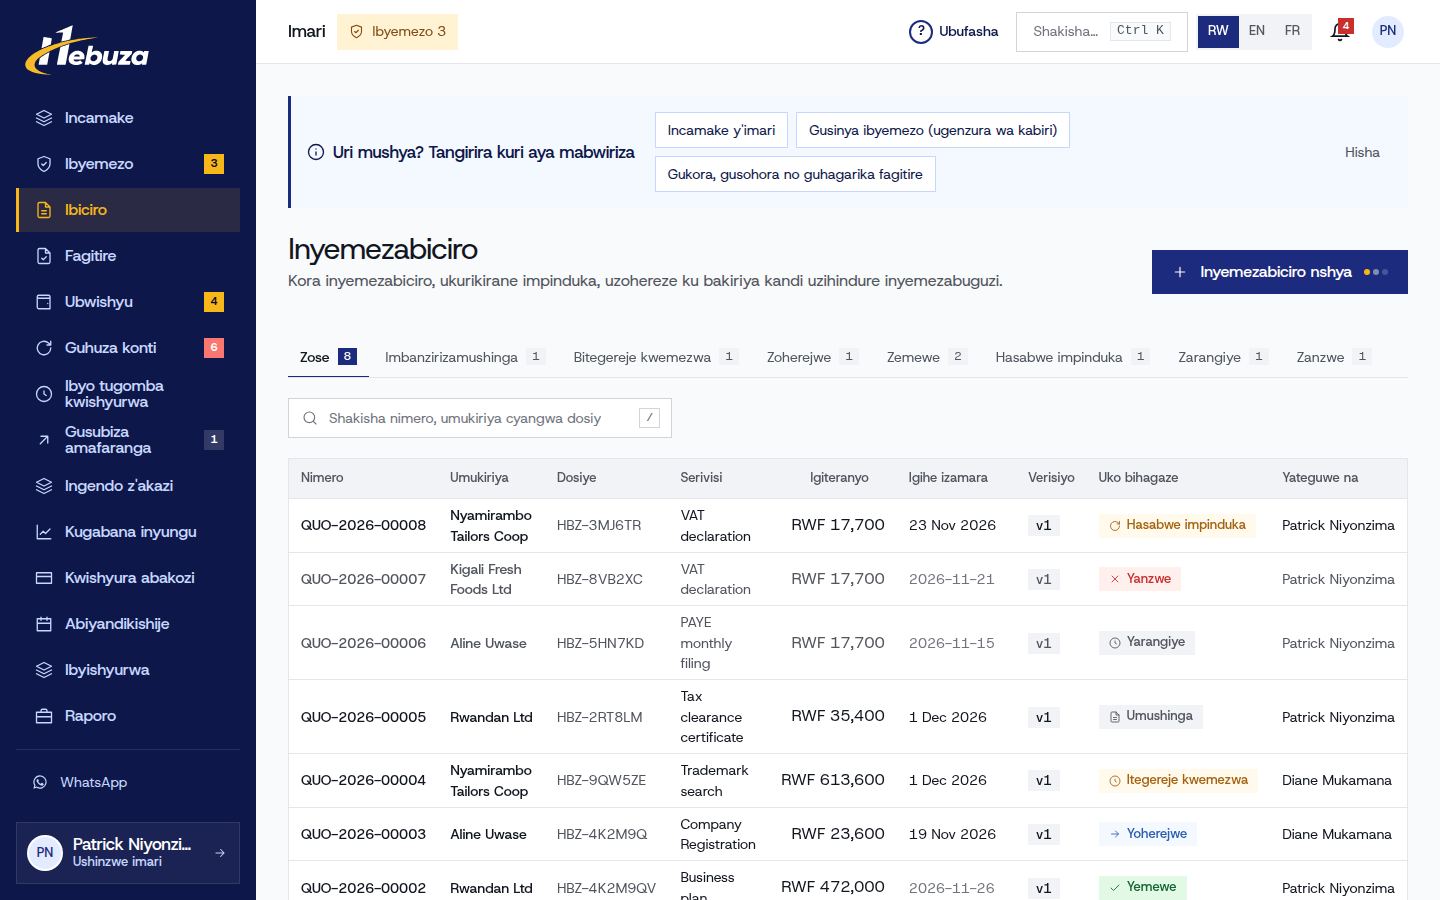 Hebuza
Incamake
Ibyemezo 3
Ibiciro
Fagitire
Ubwishyu 4
Guhuza konti 6
Ibyo tugomba
kwishyurwa
Gusubiza
amafaranga 1
Ingendo z'akazi
Kugabana inyungu
Kwishyura abakozi
Abiyandikishije
Ibyishyurwa
Raporo
WhatsApp
PN Patrick Niyonzi...
Ushinzwe imari
Imari Ibyemezo 3 ? Ubufasha Shakisha... Ctrl K RW EN FR 4 PN
Uri mushya? Tangirira kuri aya mabwiriza
Incamake y'imari Gusinya ibyemezo (ugenzura wa kabiri)
Gukora, gusohora no guhagarika fagitire
Hisha
Inyemezabiciro
Kora inyemezabiciro, ukurikirane impinduka, uzohereze ku bakiriya kandi uzihindure inyemezabuguzi.
Inyemezabiciro nshya
Zose 8 Imbanzirizamushinga 1 Bitegereje kwemezwa 1 Zoherejwe 1 Zemewe 2 Hasabwe impinduka 1 Zarangiye 1 Zanzwe 1
Shakisha nimero, umukiriya cyangwa dosiy /
Nimero Umukiriya Dosiye Serivisi Igiteranyo Igihe izamara Verisiyo Uko bihagaze Yateguwe na
QUO-2026-00008 Nyamirambo Tailors Coop HBZ-3MJ6TR VAT declaration RWF 17,700 23 Nov 2026 v1 Hasabwe impinduka Patrick Niyonzima
QUO-2026-00007 Kigali Fresh Foods Ltd HBZ-8VB2XC VAT declaration RWF 17,700 2026-11-21 v1 Yanzwe Patrick Niyonzima
QUO-2026-00006 Aline Uwase HBZ-5HN7KD PAYE monthly filing RWF 17,700 2026-11-15 v1 Yarangiye Patrick Niyonzima
QUO-2026-00005 Rwandan Ltd HBZ-2RT8LM Tax clearance certificate RWF 35,400 1 Dec 2026 v1 Umushinga Patrick Niyonzima
QUO-2026-00004 Nyamirambo Tailors Coop HBZ-9QW5ZE Trademark search RWF 613,600 1 Dec 2026 v1 Itegereje kwemezwa Diane Mukamana
QUO-2026-00003 Aline Uwase HBZ-4K2M9Q Company Registration RWF 23,600 19 Nov 2026 v1 Yoherejwe Diane Mukamana
QUO-2026-00002 Rwandan Ltd HBZ-4K2M9QV Business plan RWF 472,000 2026-11-26 v1 Yemewe Patrick Niyonzima